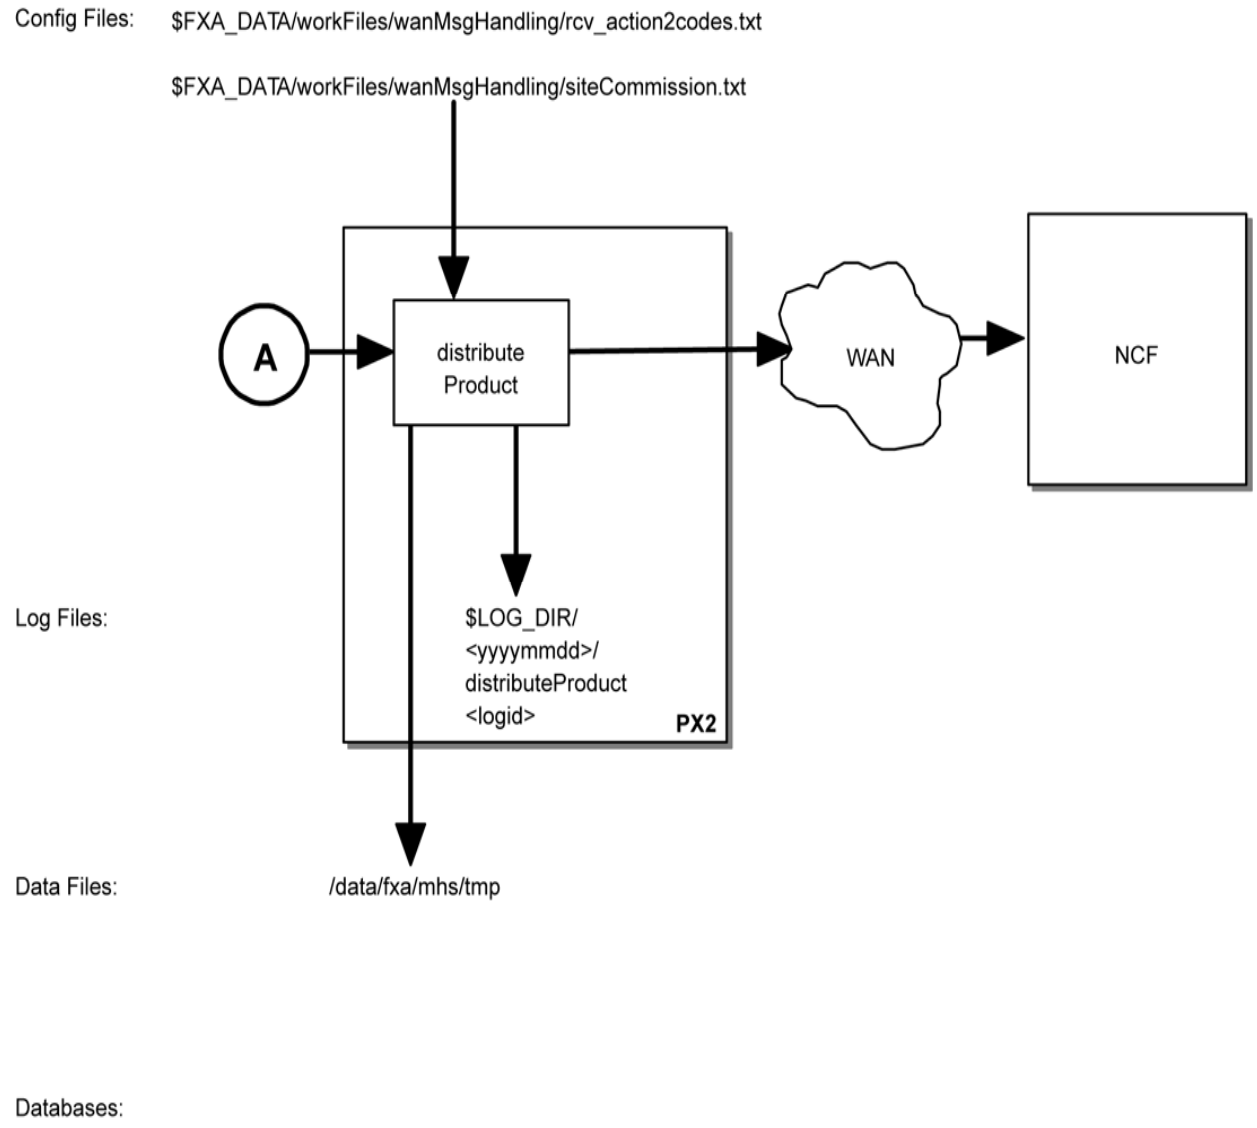 Config Files: $FXA_DATA/workFiles/wanMsgHandling/rcv_action2codes.txt
$FXA_DATA/workFiles/wanMsgHandling/siteCommission.txt
A
distribute
Product
WAN
NCF
Log Files:
$LOG_DIR/
<yyyymmdd>/
distributeProduct
<logid>
PX2
Data Files: /data/fxa/mhs/tmp
Databases: